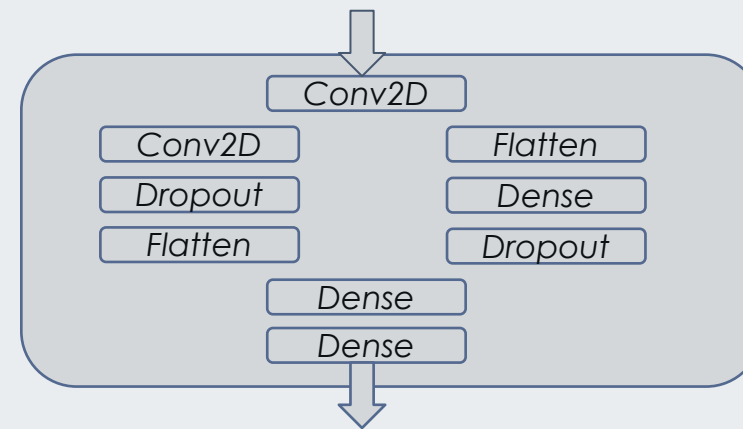 Conv2D
Conv2D
Flatten
Dropout
Dense
Flatten
Dropout
Dense
Dense